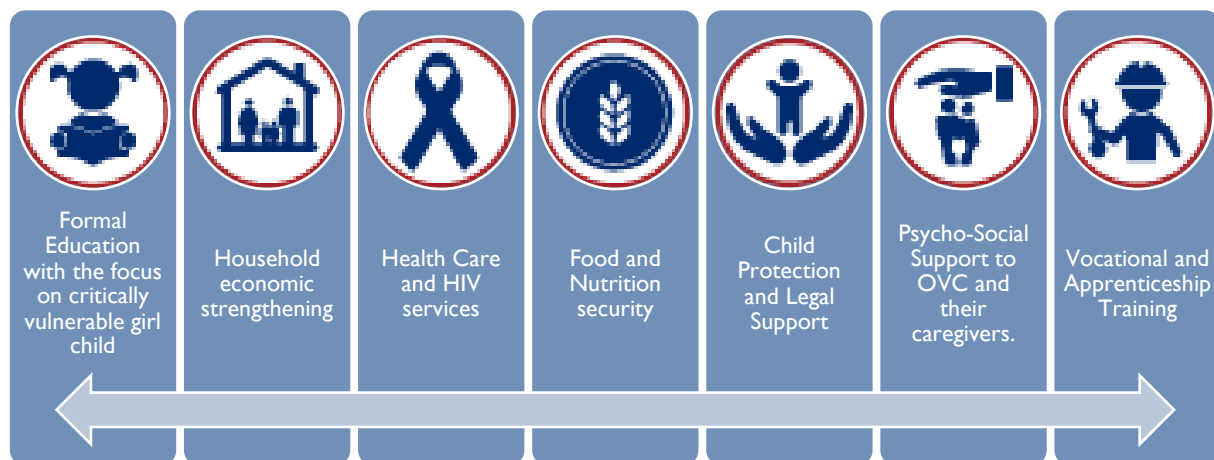 Formal
Education
with the focus
on critically
vulnerable girl
child
Household
economic
strengthening
Health Care
and HIV
services
Food and
Nutrition
security
Child
Protection
and Legal
Support
Psycho-Social
Support to
OVC and
their
caregivers.
Vocational and
Apprenticeship
Training